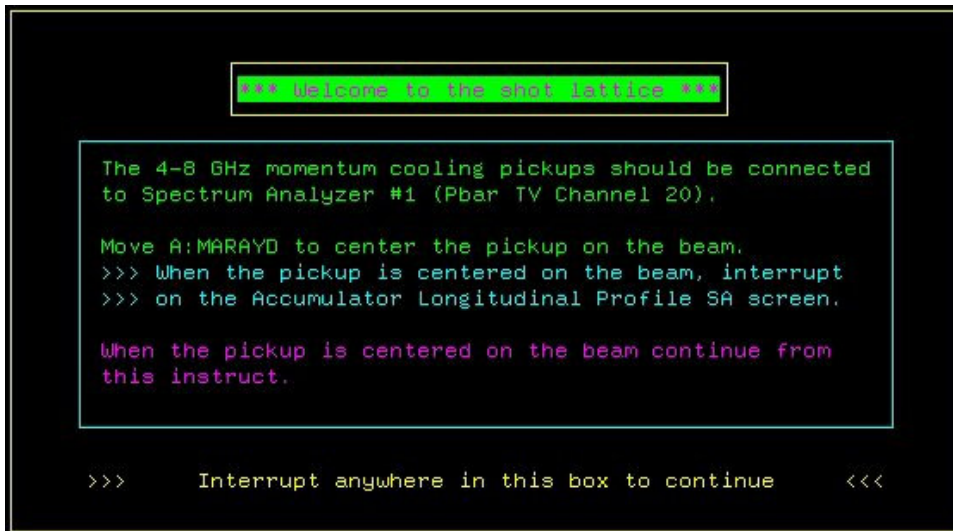 *** Welcome to the shot lattice ***
The 4-8 GHz momentum cooling pickups should be connected
to Spectrum Analyzer #1 (Pbar TV Channel 20).
Move A:MARAYD to center the pickup on the beam.
>>> When the pickup is centered on the beam, interrupt
>>> on the Accumulator Longitudinal Profile SA screen.
When the pickup is centered on the beam continue from
this instruct.
>>> Interrupt anywhere in this box to continue <<<